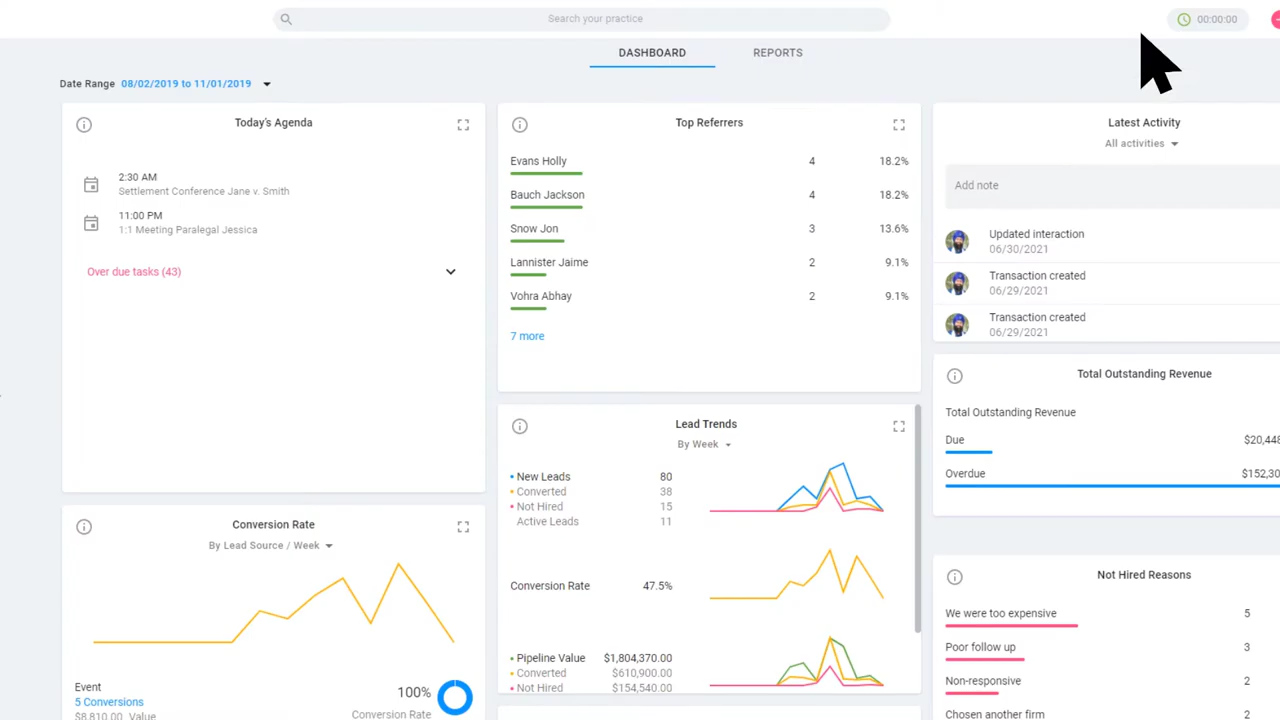 Search your practice
00:00:00
DASHBOARD
REPORTS
Date Range 08/02/2019 to 11/01/2019
Today's Agenda
2:30 AM
Settlement Conference Jane v. Smith
11:00 PM
1:1 Meeting Paralegal Jessica
Over due tasks (43)
Top Referrers
Evans Holly 4 18.2%
Bauch Jackson 4 18.2%
Snow Jon 3 13.6%
Lannister Jaime 2 9.1%
Vohra Abhay 2 9.1%
7 more
Latest Activity
All activities
Add note
Updated interaction
06/30/2021
Transaction created
06/29/2021
Transaction created
06/29/2021
Total Outstanding Revenue
Total Outstanding Revenue
Due $20,448
Overdue $152,30
Conversion Rate
By Lead Source / Week
Event
5 Conversions
$8,810.00 Value
100%
Conversion Rate
Lead Trends
By Week
New Leads 80
Converted 38
Not Hired 15
Active Leads 11
Conversion Rate 47.5%
Pipeline Value $1,804,370.00
Converted $610,900.00
Not Hired $154,540.00
Not Hired Reasons
We were too expensive 5
Poor follow up 3
Non-responsive 2
Chosen another firm 2